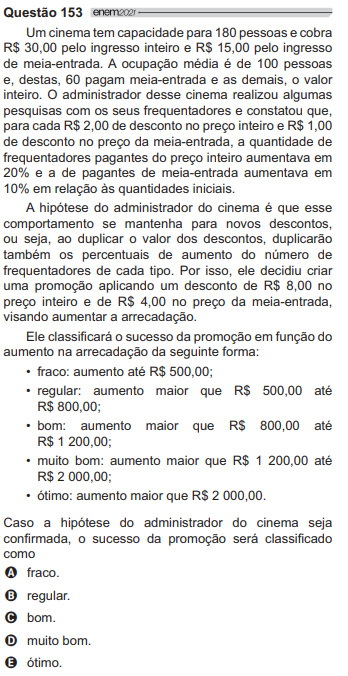 Questão 153 enem2021
Um cinema tem capacidade para 180 pessoas e cobra
R$ 30,00 pelo ingresso inteiro e R$ 15,00 pelo ingresso
de meia-entrada. A ocupação média é de 100 pessoas
e, destas, 60 pagam meia-entrada e as demais, o valor
inteiro. O administrador desse cinema realizou algumas
pesquisas com os seus frequentadores e constatou que,
para cada R$ 2,00 de desconto no preço inteiro e R$ 1,00
de desconto no preço da meia-entrada, a quantidade de
frequentadores pagantes do preço inteiro aumentava em
20% e a de pagantes de meia-entrada aumentava em
10% em relação às quantidades iniciais.
A hipótese do administrador do cinema é que esse
comportamento se mantenha para novos descontos,
ou seja, ao duplicar o valor dos descontos, duplicarão
também os percentuais de aumento do número de
frequentadores de cada tipo. Por isso, ele decidiu criar
uma promoção aplicando um desconto de R$ 8,00 no
preço inteiro e de R$ 4,00 no preço da meia-entrada,
visando aumentar a arrecadação.
Ele classificará o sucesso da promoção em função do
aumento na arrecadação da seguinte forma:
• fraco: aumento até R$ 500,00;
• regular: aumento maior que R$ 500,00 até
R$ 800,00;
• bom: aumento maior que R$ 800,00 até
R$ 1 200,00;
• muito bom: aumento maior que R$ 1 200,00 até
R$ 2 000,00;
• ótimo: aumento maior que R$ 2 000,00.
Caso a hipótese do administrador do cinema seja
confirmada, o sucesso da promoção será classificado
como
A fraco.
B regular.
C bom.
D muito bom.
E ótimo.